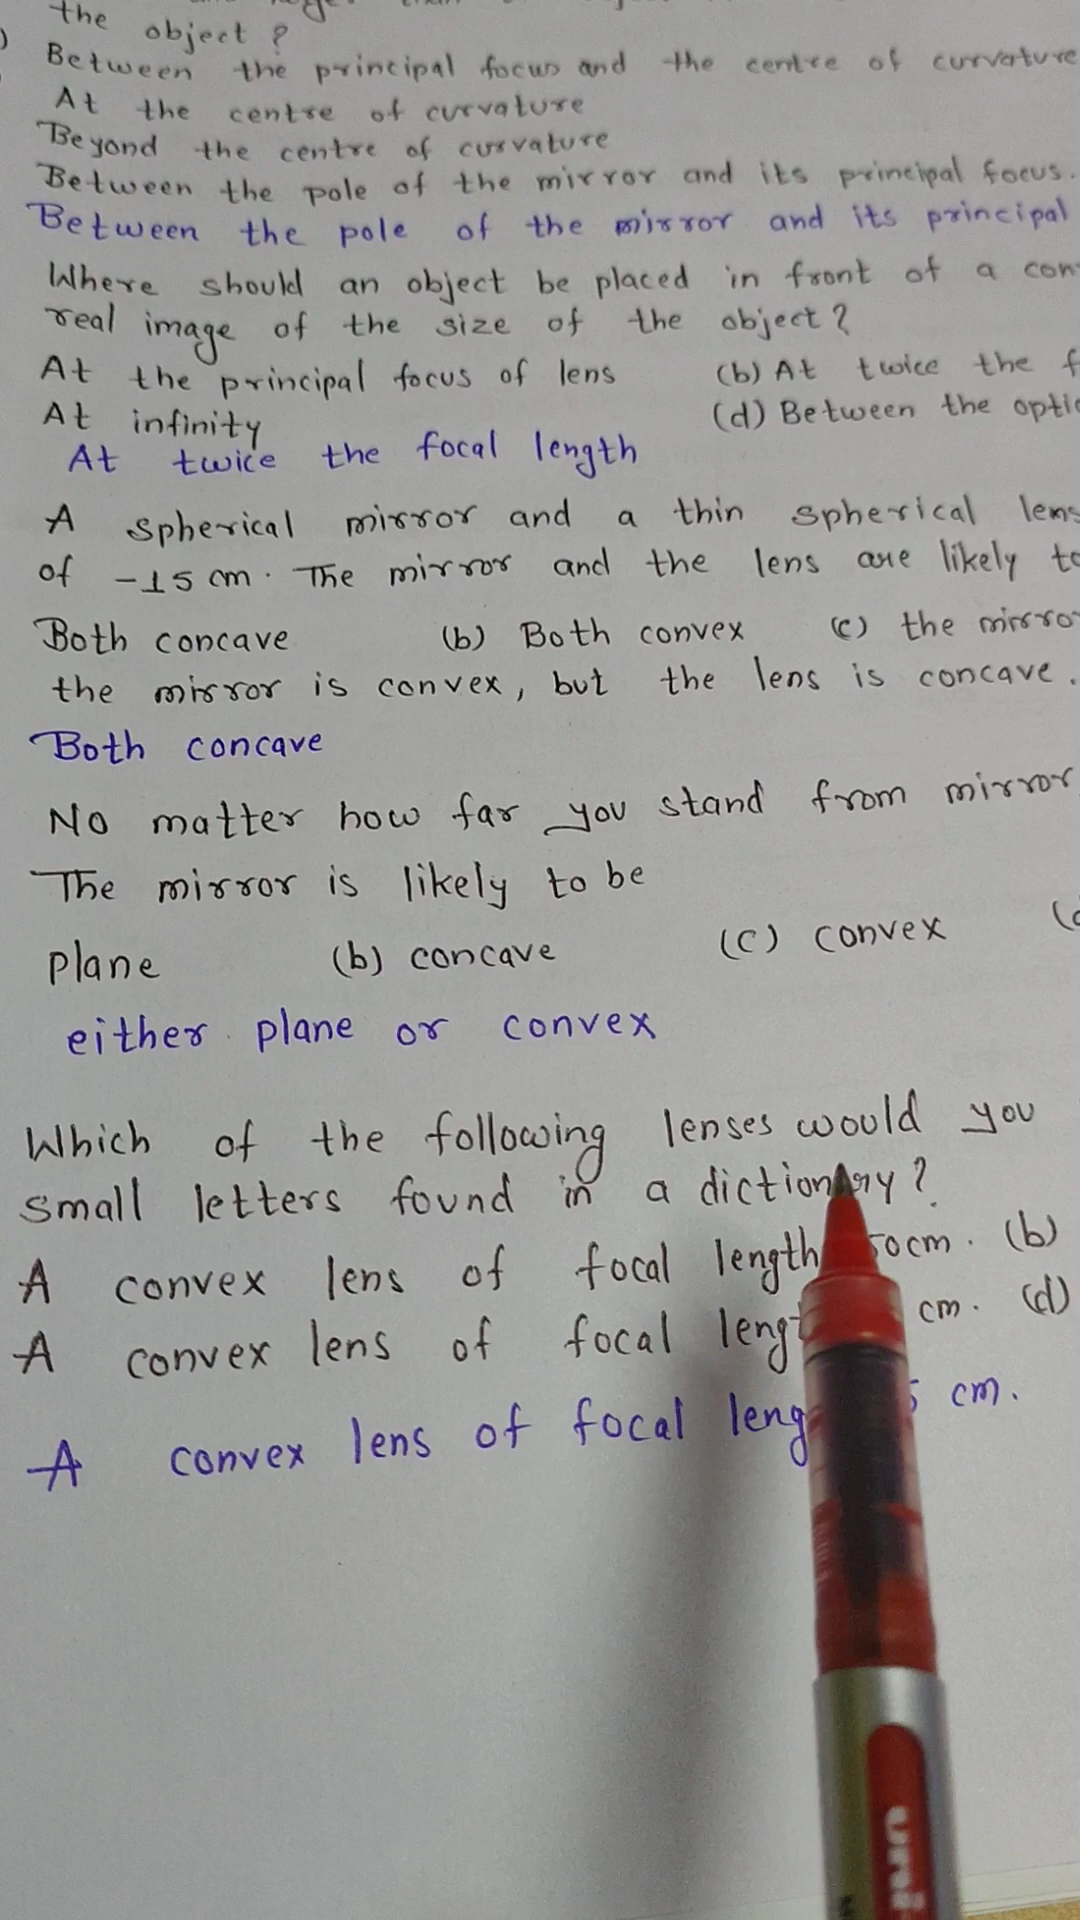 the object ?
Between the principal focus and the centre of curvature
At the centre of curvature
Beyond the centre of curvature
Between the pole of the mirror and its principal focus.
Between the pole of the mirror and its principal
Where should an object be placed in front of a con
real image of the size of the object ?
At the principal focus of lens (b) At twice the f
At infinity (d) Between the optic
At twice the focal length
A spherical mirror and a thin spherical lens
of -15 cm. The mirror and the lens are likely to
Both concave (b) Both convex (c) the mirror
the mirror is convex, but the lens is concave.
Both concave
No matter how far you stand from mirror
The mirror is likely to be
Plane (b) concave (c) convex
either plane or convex
Which of the following lenses would you
small letters found in a dictionary ?
A convex lens of focal length 50cm. (b)
A convex lens of focal cm. (d)
A convex lens of focal cm.
uni